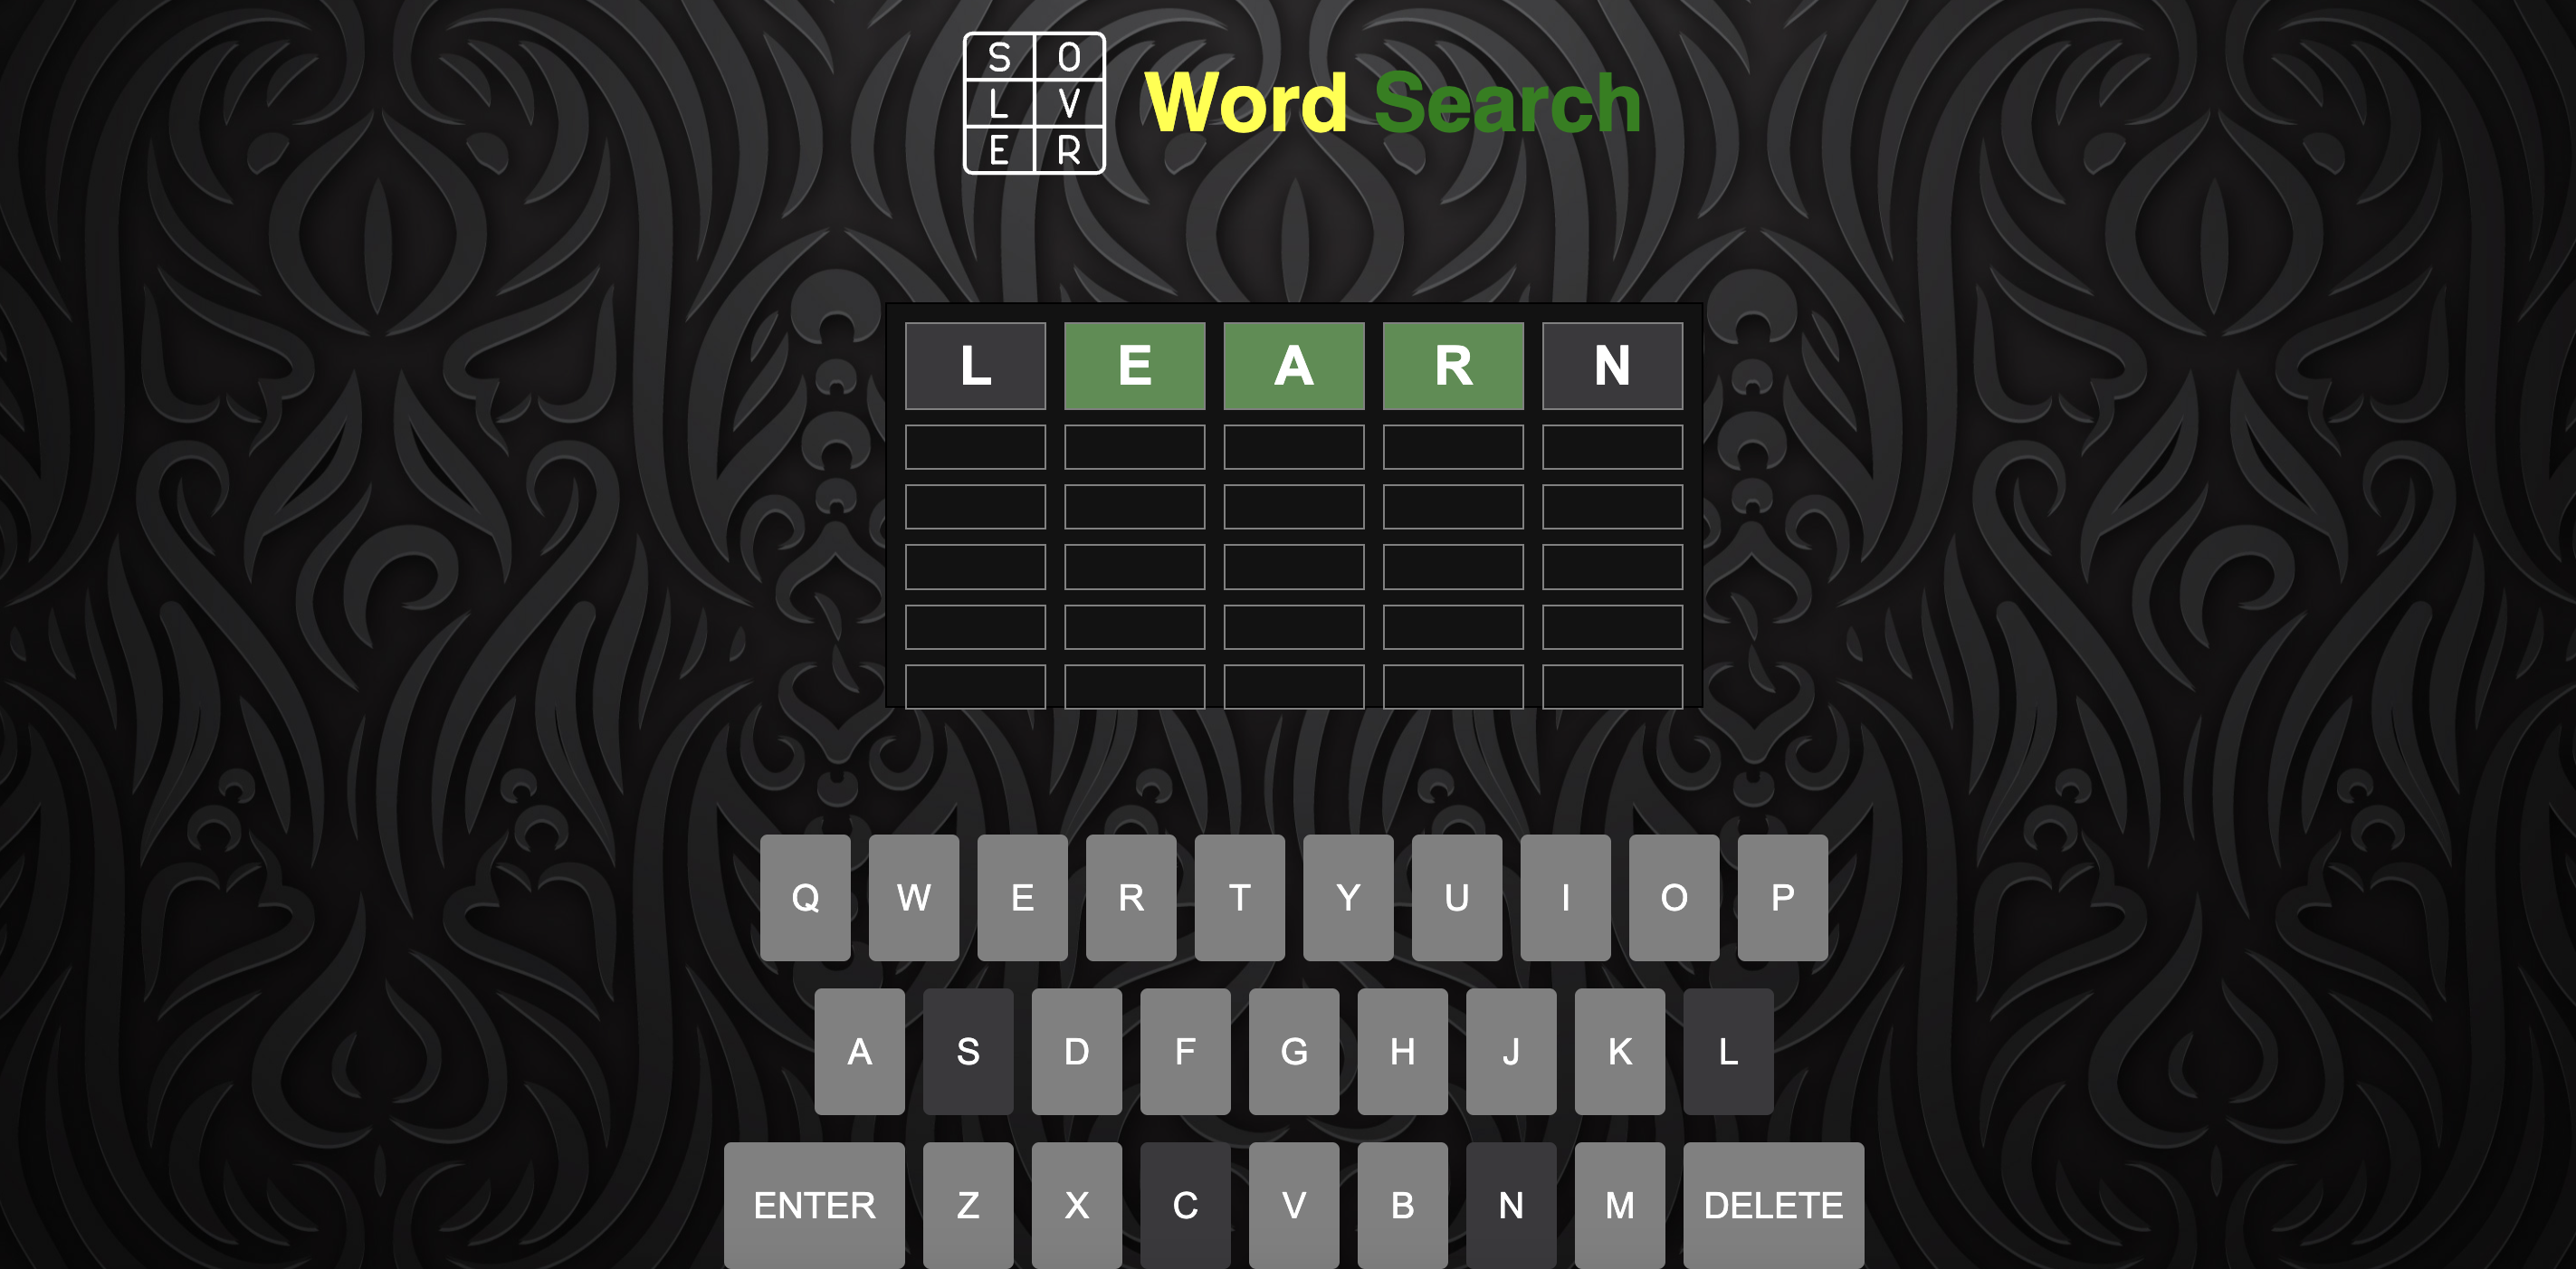 S O
L V
E R
Word Search
L E A R N
Q W E R T Y U I O P
A S D F G H J K L
ENTER Z X C V B N M DELETE